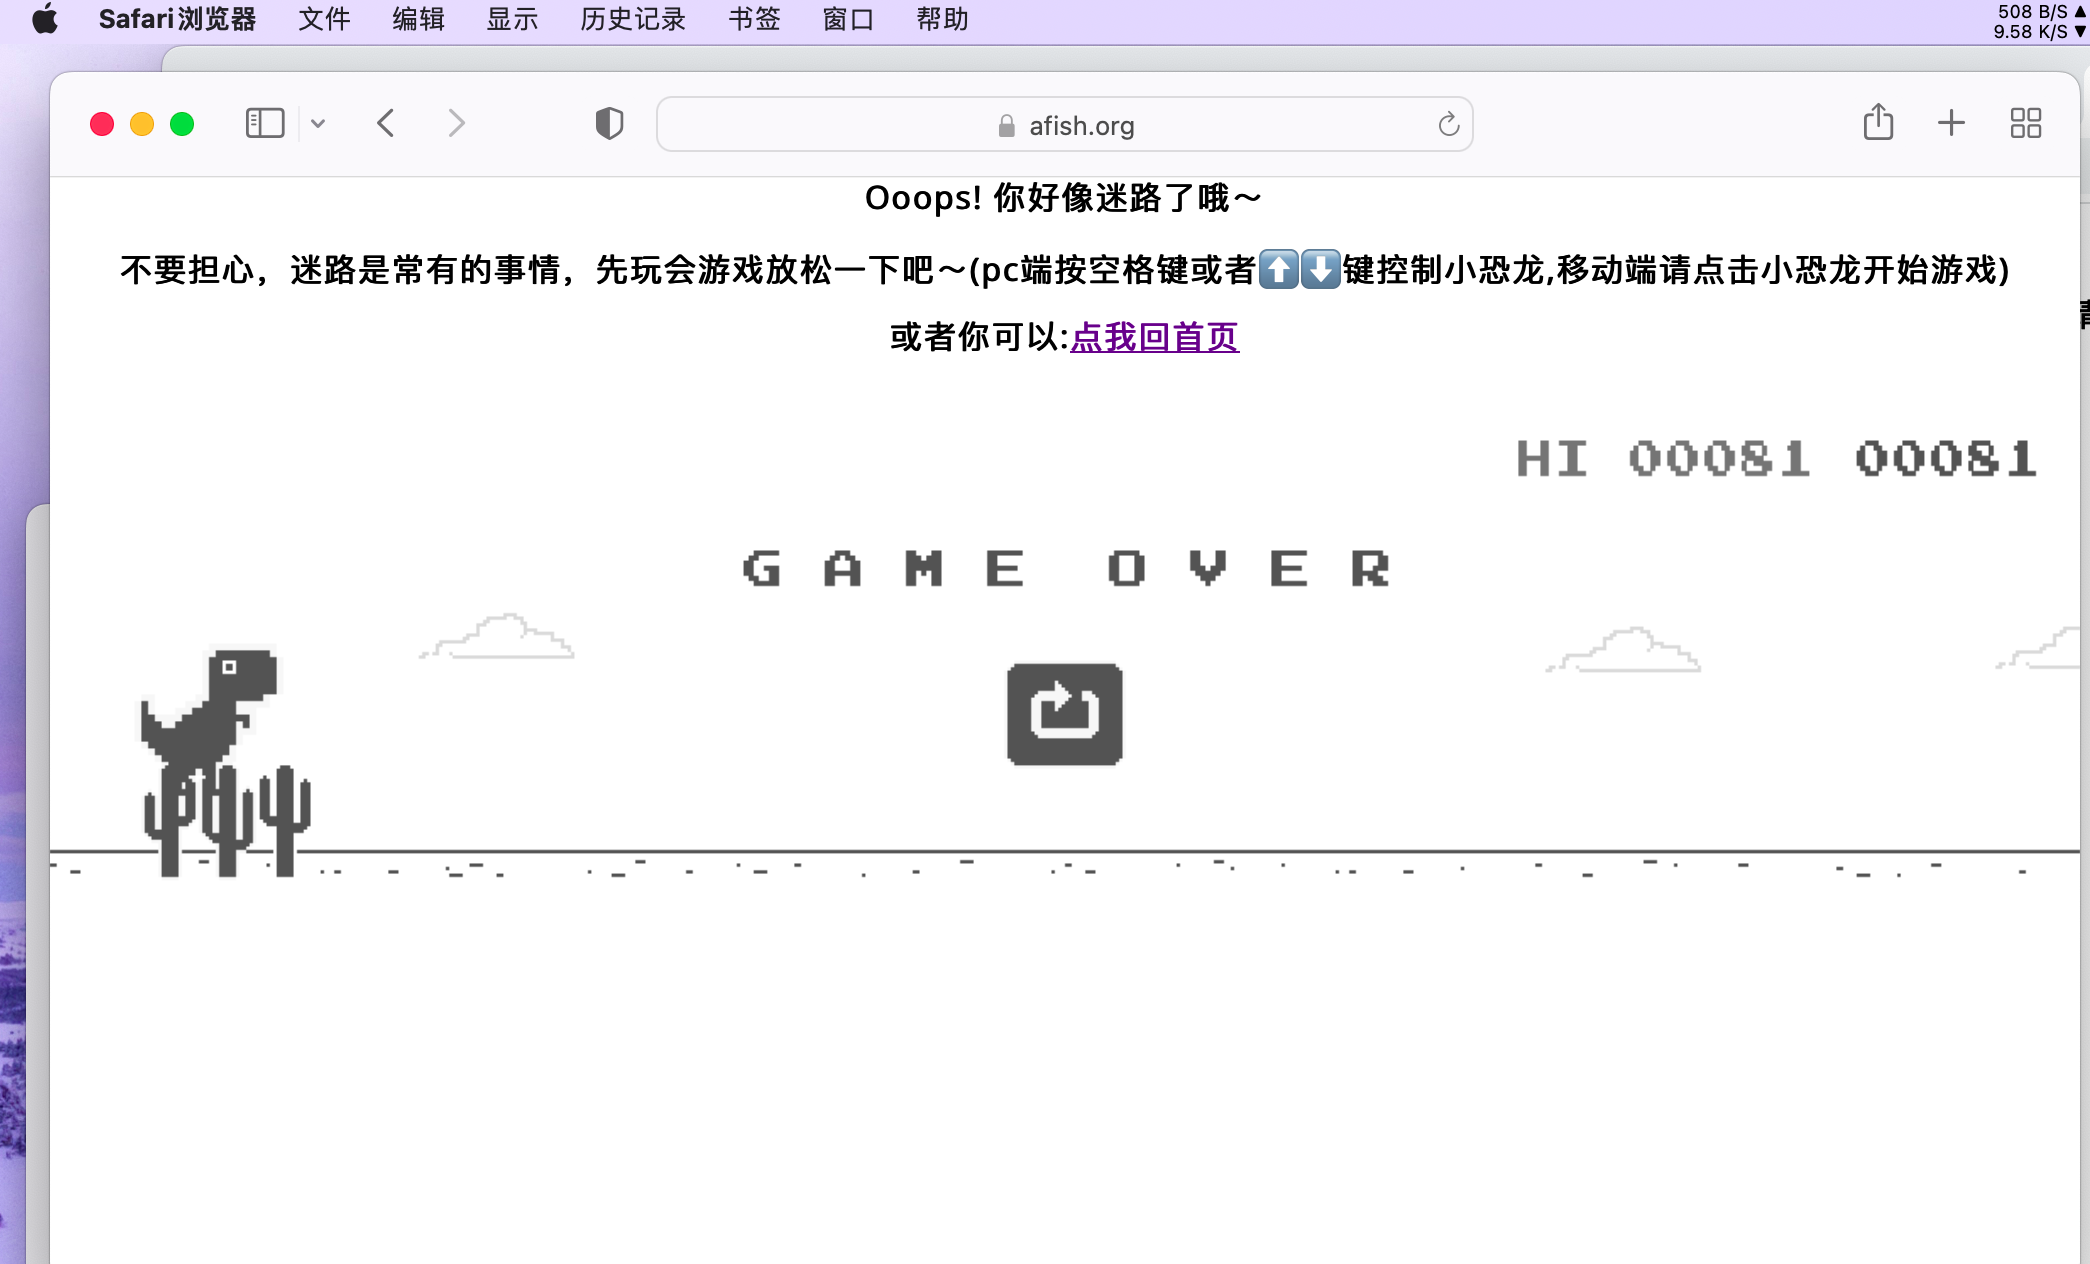 Safari浏览器 文件 编辑 显示 历史记录 书签 窗口 帮助
508 B/S ▲
9.58 K/S ▼
afish.org
Ooops! 你好像迷路了哦～
不要担心，迷路是常有的事情，先玩会游戏放松一下吧～(pc端按空格键或者⬆️⬇️键控制小恐龙,移动端请点击小恐龙开始游戏)
或者你可以:点我回首页
HI 00081 00081
GAME OVER